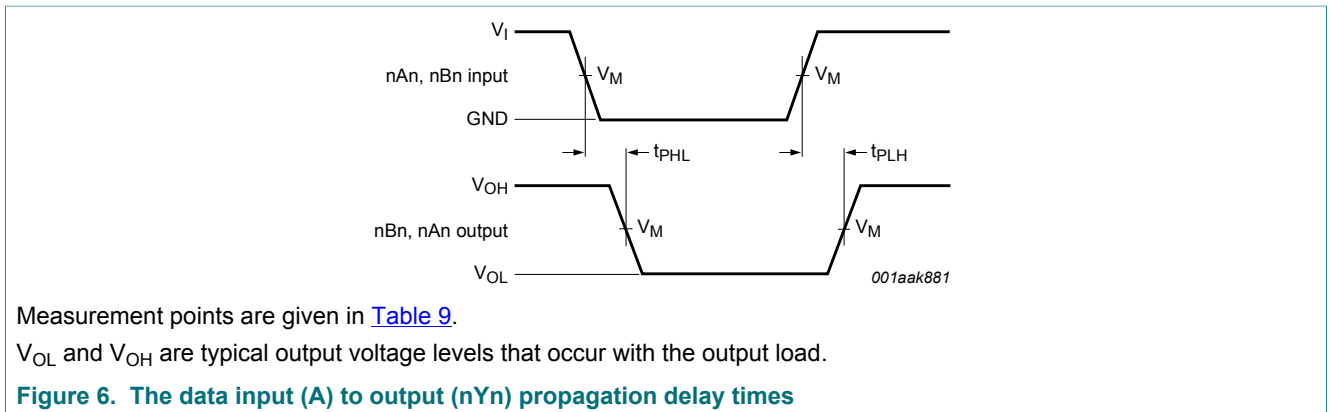 VI
nAn, nBn input
VM
VM
GND
tPHL
tPLH
VOH
nBn, nAn output
VM
VM
VOL
001aak881
Measurement points are given in Table 9.
VOL and VOH are typical output voltage levels that occur with the output load.
Figure 6. The data input (A) to output (nYn) propagation delay times